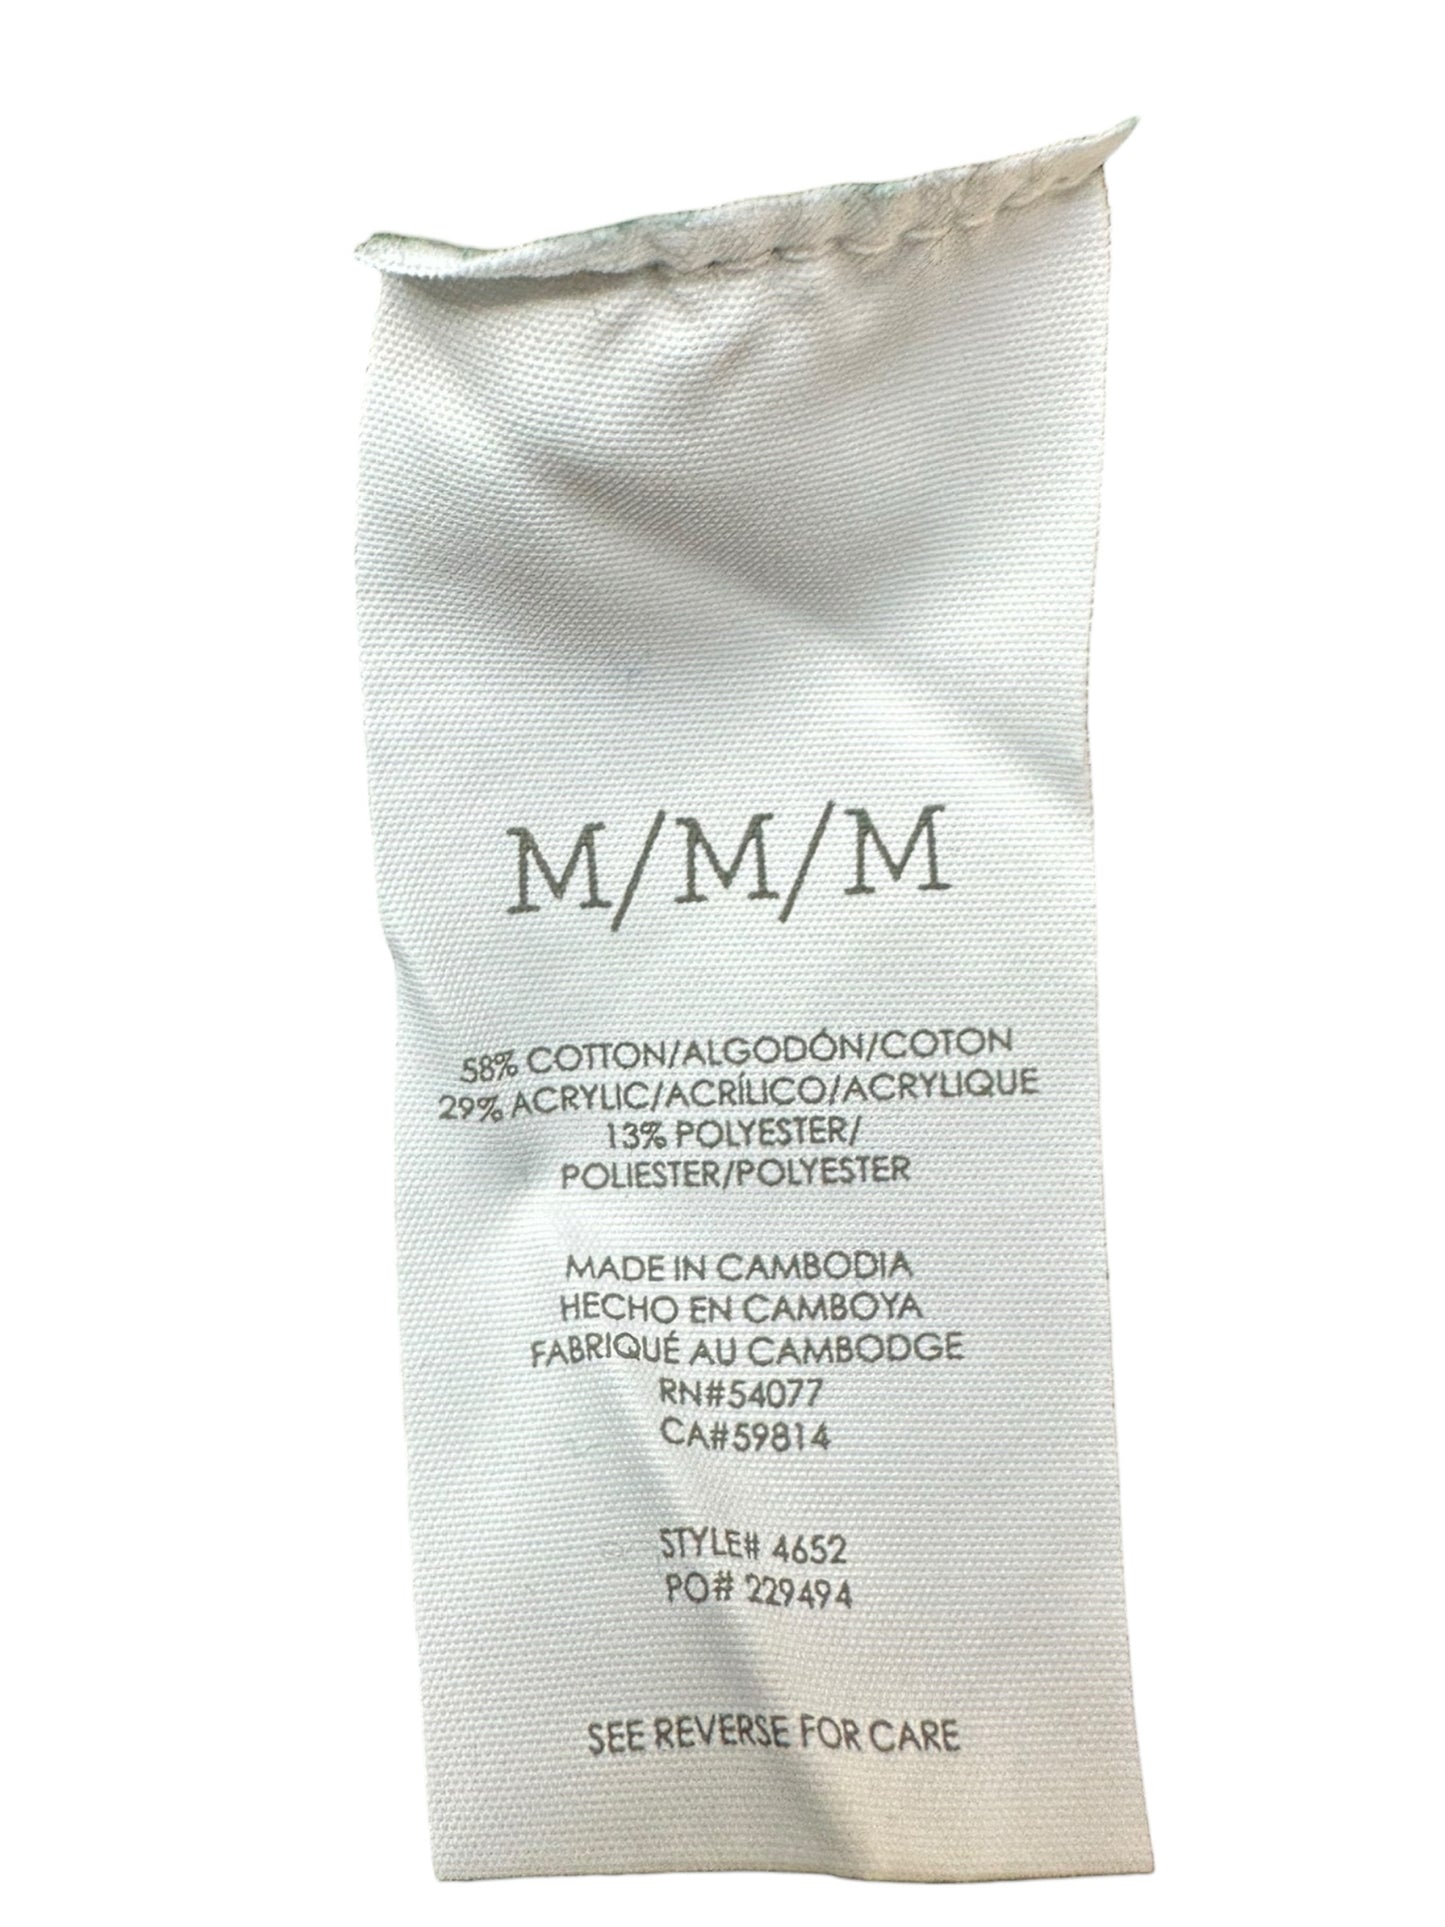 M/M/M
58% COTTON/ALGODÓN/COTON
29% ACRYLIC/ACRÍLICO/ACRYLIQUE
13% POLYESTER/
POLIESTER/POLYESTER
MADE IN CAMBODIA
HECHO EN CAMBOYA
FABRIQUÉ AU CAMBODGE
RN#54077
CA#59814
STYLE# 4652
PO# 229494
SEE REVERSE FOR CARE